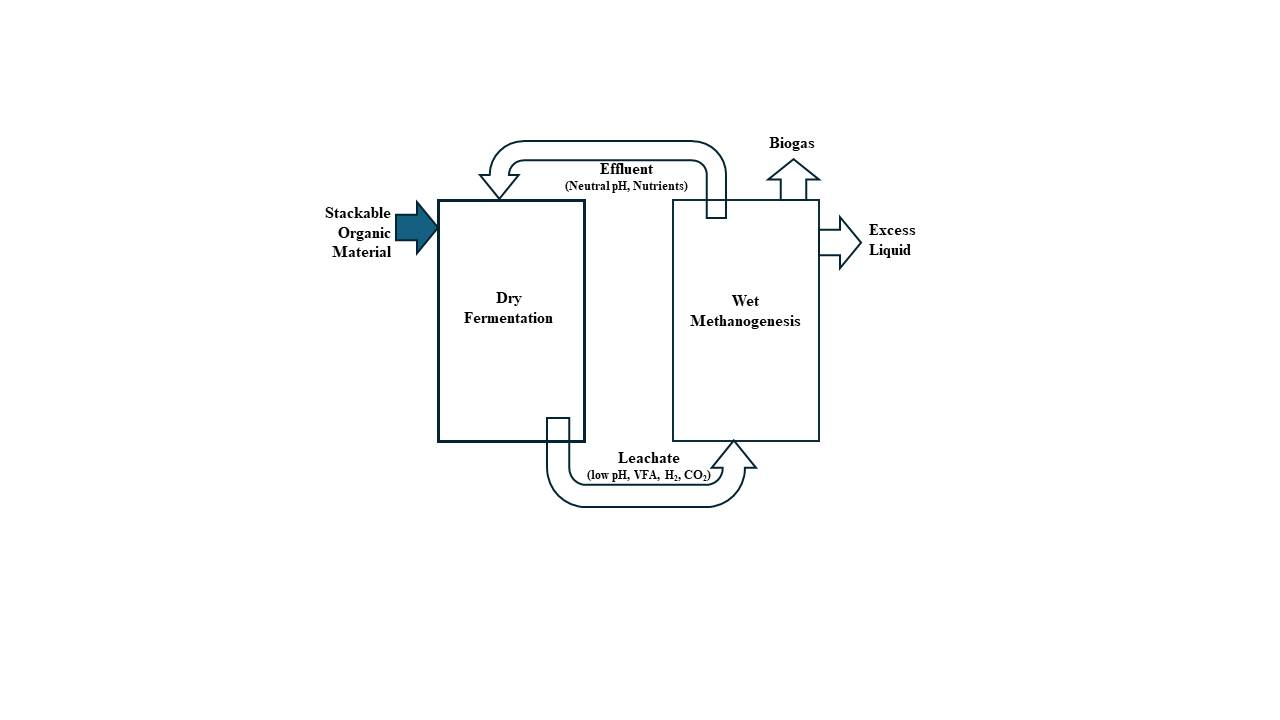 Biogas
Effluent
(Neutral pH, Nutrients)
Stackable
Organic
Material
Excess
Liquid
Dry
Fermentation
Wet
Methanogenesis
Leachate
(low pH, VFA, H₂, CO₂)